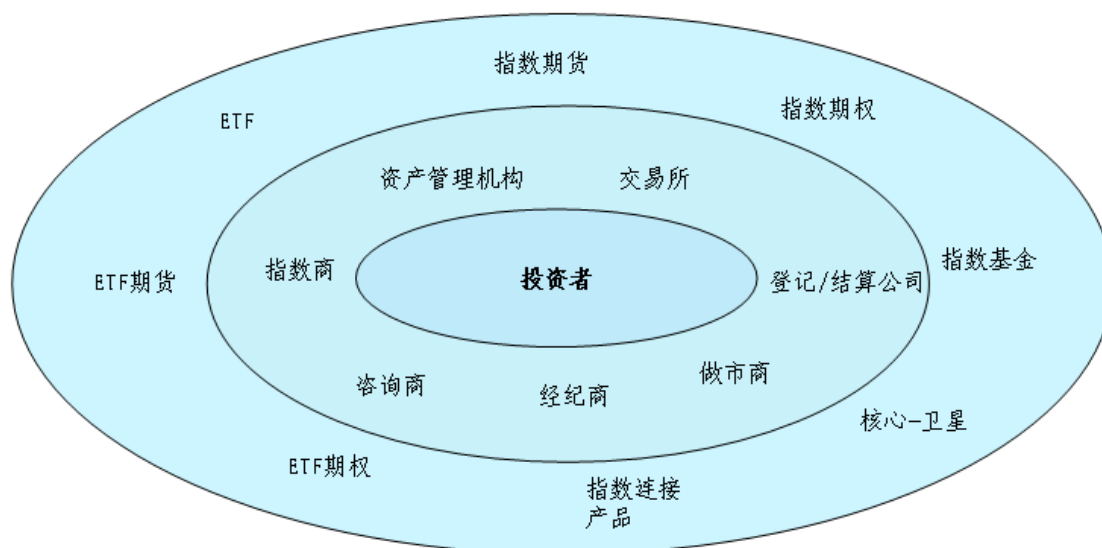 指数期货
指数期权
ETF
资产管理机构
交易所
指数基金
指数商
投资者
登记/结算公司
ETF期货
做市商
咨询商
经纪商
核心-卫星
ETF期权
指数连接
产品